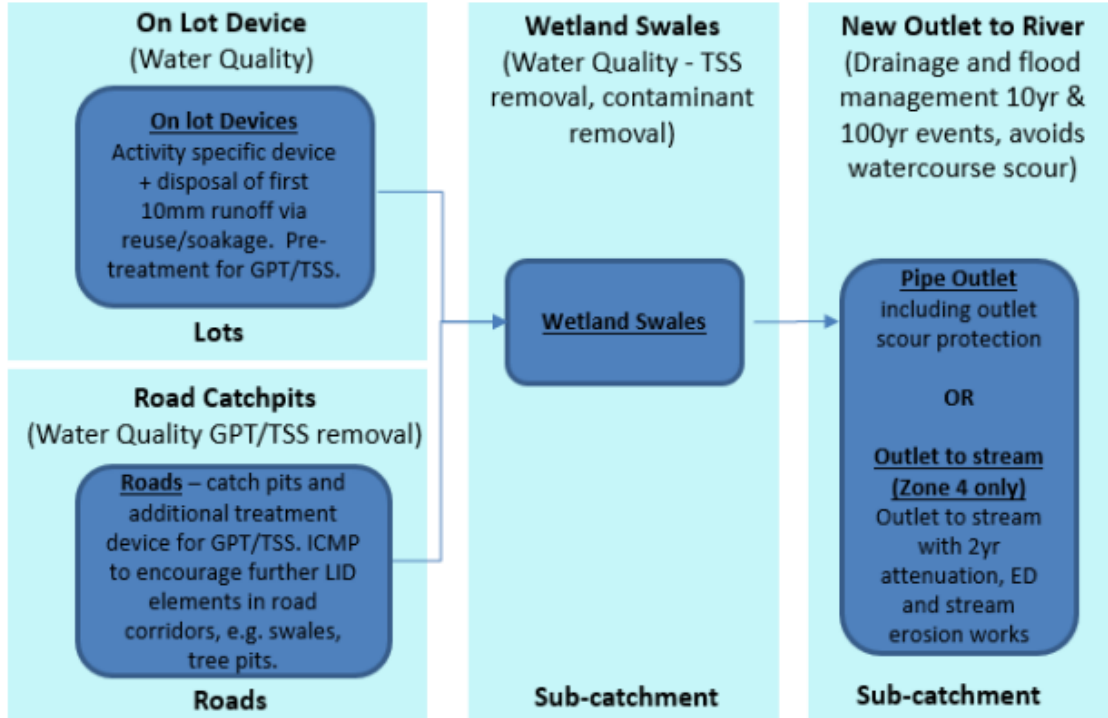 On Lot Device
(Water Quality)
On lot Devices
Activity specific device
+ disposal of first
10mm runoff via
reuse/soakage.  Pre-
treatment for GPT/TSS.
Lots
Road Catchpits
(Water Quality GPT/TSS removal)
Roads – catch pits and
additional treatment
device for GPT/TSS. ICMP
to encourage further LID
elements in road
corridors, e.g. swales,
tree pits.
Roads
Wetland Swales
(Water Quality - TSS
removal, contaminant
removal)
Wetland Swales
Sub-catchment
New Outlet to River
(Drainage and flood
management 10yr &
100yr events, avoids
watercourse scour)
Pipe Outlet
including outlet
scour protection
OR
Outlet to stream
(Zone 4 only)
Outlet to stream
with 2yr
attenuation, ED
and stream
erosion works
Sub-catchment